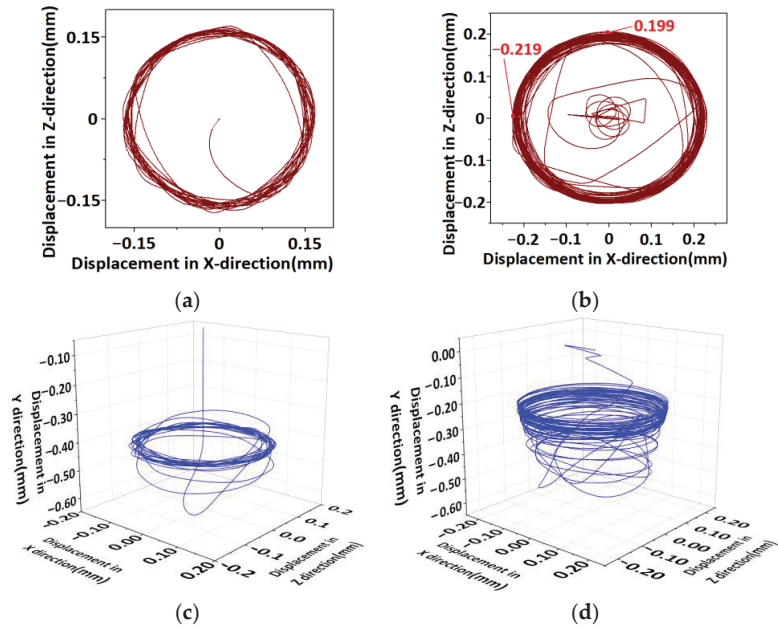 0.15
0
−0.15
−0.15
0
0.15
Displacement in Z-direction(mm)
Displacement in X-direction(mm)
(a)
0.199
−0.219
0.2
0.1
0
−0.1
−0.2
−0.2
−0.1
0
0.1
0.2
Displacement in Z-direction(mm)
Displacement in X-direction(mm)
(b)
−0.10
−0.20
−0.30
−0.40
−0.50
−0.60
Displacement in
Y direction(mm)
−0.20
−0.10
0.00
0.10
0.20
Displacement in
X direction(mm)
0.2
0.1
0.0
−0.1
−0.2
Displacement in
Z direction(mm)
(c)
0.00
−0.10
−0.20
−0.30
−0.40
−0.50
−0.60
Displacement in
Y direction(mm)
−0.20
−0.10
0.00
0.10
0.20
Displacement in
X direction(mm)
0.20
0.10
0.00
−0.10
−0.20
Displacement in
Z direction(mm)
(d)